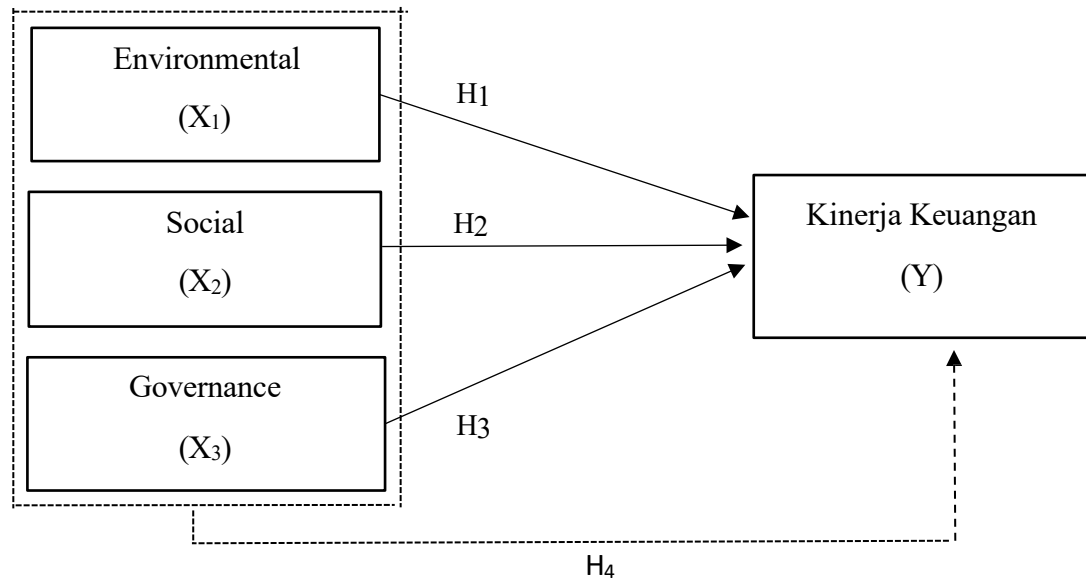 Environmental
(X₁)
H1
Social
(X₂)
H2
Kinerja Keuangan
(Y)
Governance
(X₃)
H3
H₄